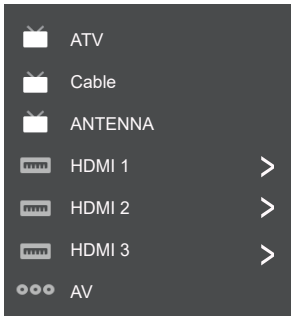 ATV
Cable
ANTENNA
HDMI 1 >
HDMI 2 >
HDMI 3 >
AV